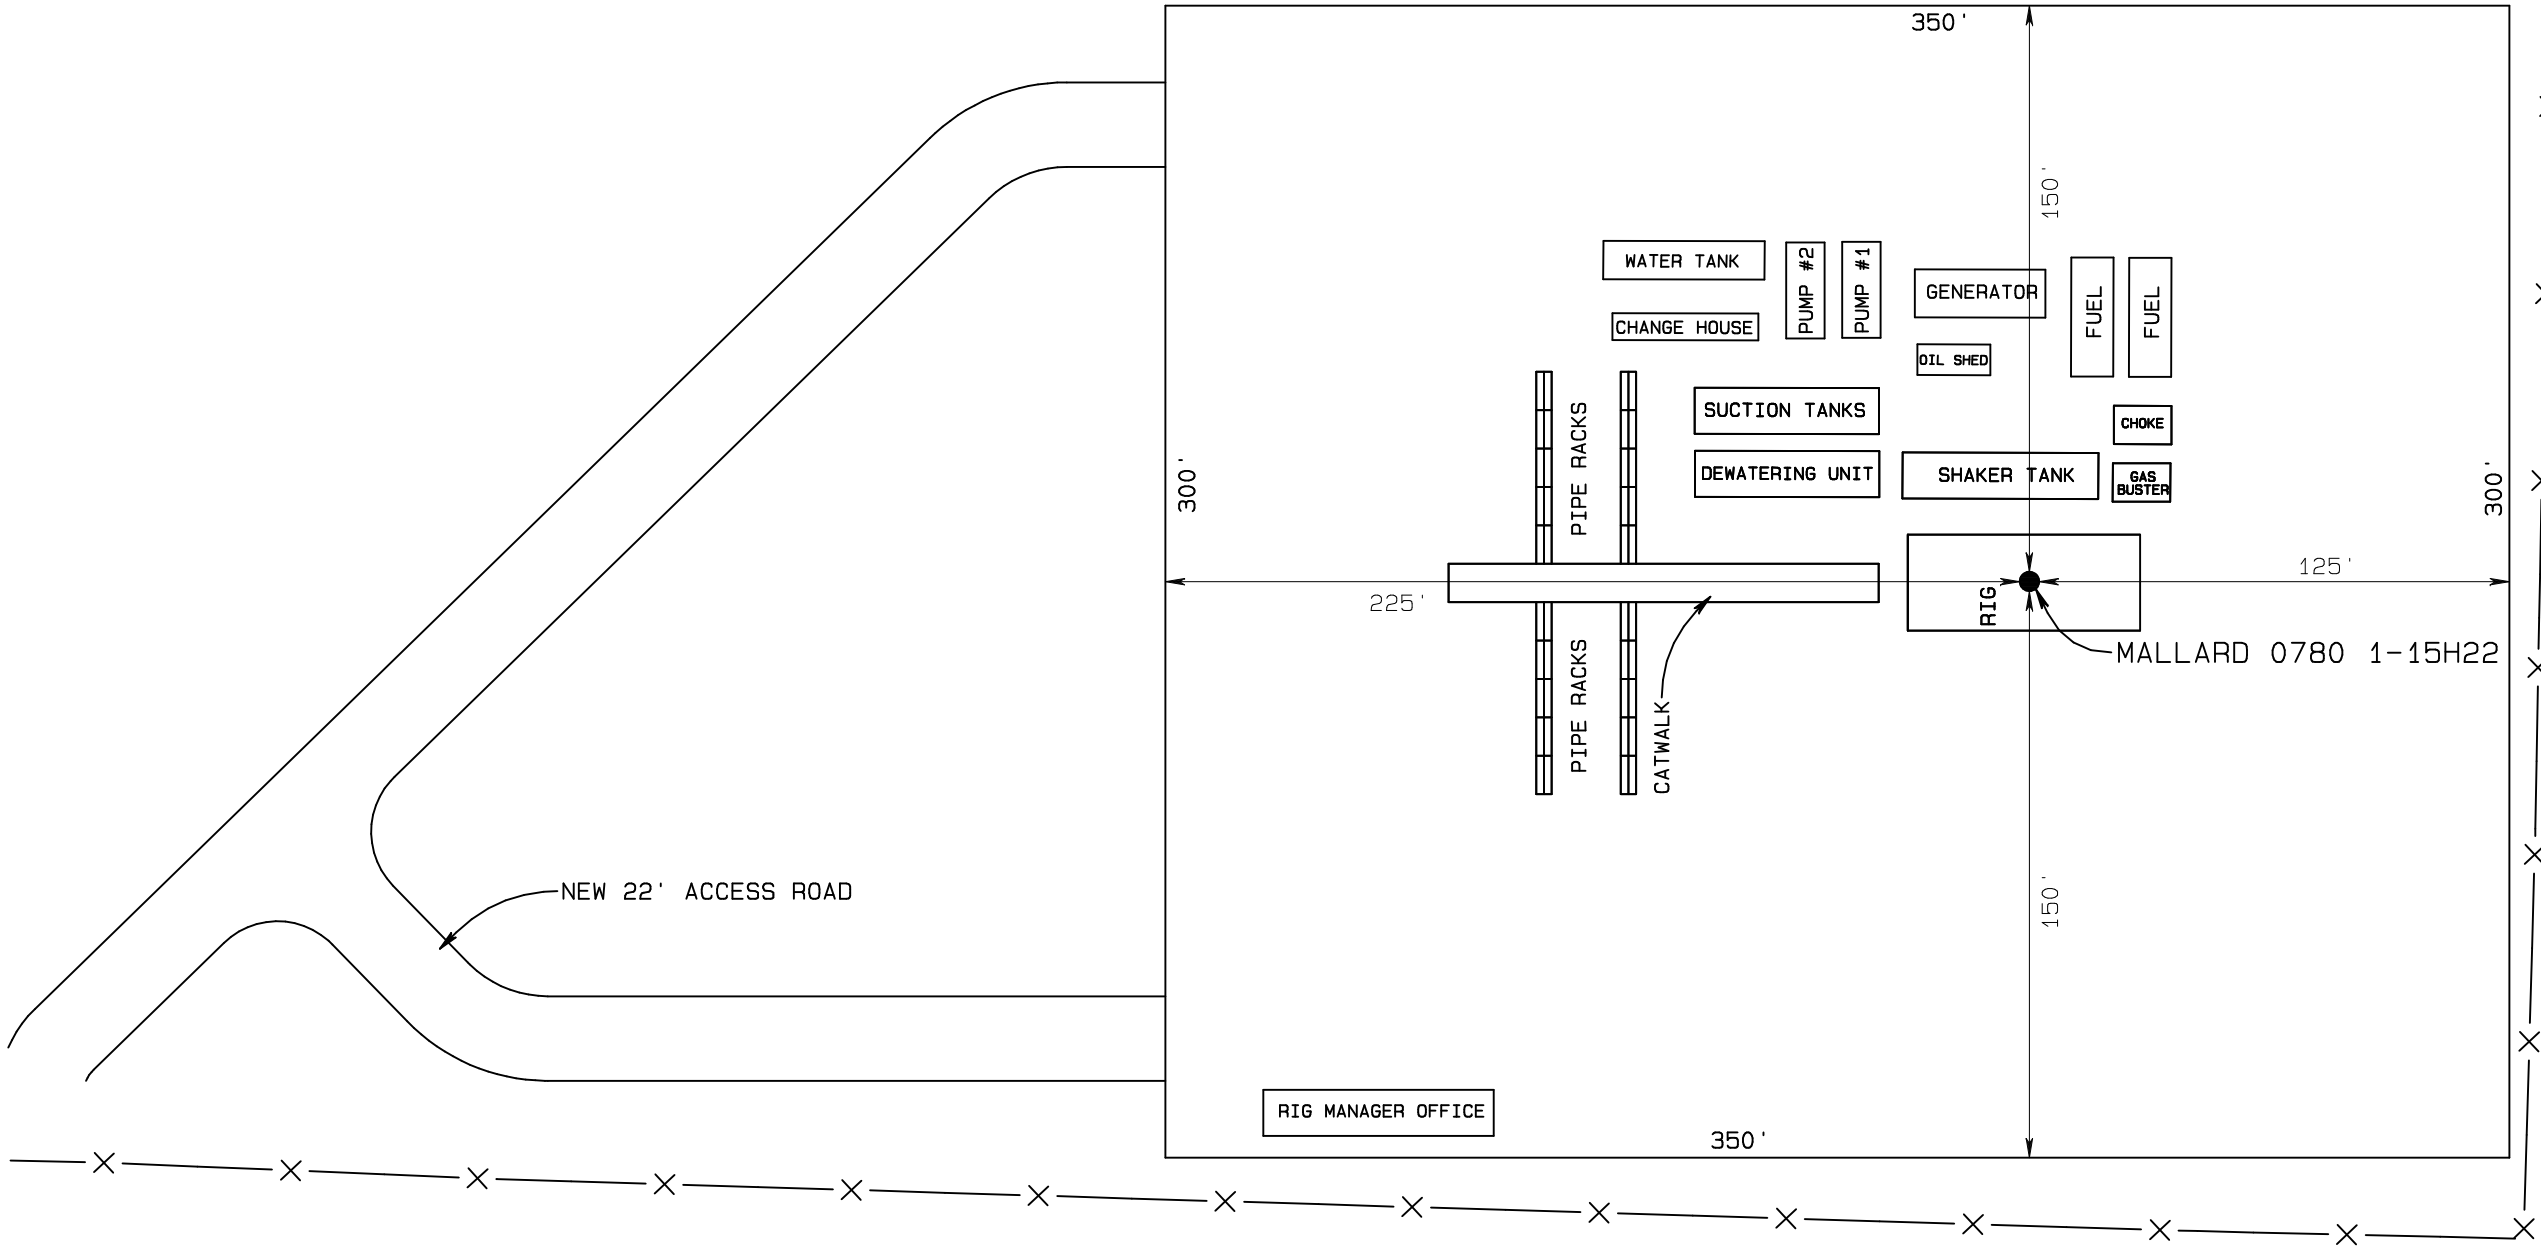 350'
150'
WATER TANK
PUMP #2
PUMP #1
GENERATOR
FUEL
FUEL
CHANGE HOUSE
OIL SHED
SUCTION TANKS
CHOKE
PIPE RACKS
DEWATERING UNIT
SHAKER TANK
GAS
BUSTER
300'
300'
225'
125'
RIG
MALLARD 0780 1-15H22
PIPE RACKS
CATWALK
NEW 22' ACCESS ROAD
150'
RIG MANAGER OFFICE
350'